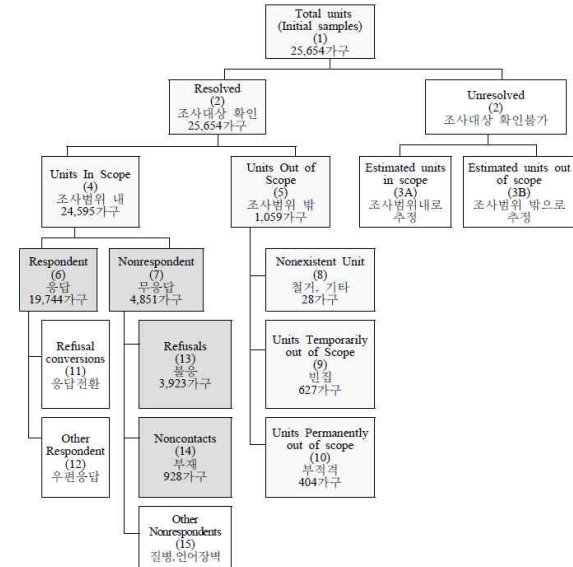 Total units
(Initial samples)
(1)
25,654가구
Resolved
(2)
조사대상 확인
25,654가구
Unresolved
(2)
조사대상 확인불가
Units In Scope
(4)
조사범위 내
24,595가구
Units Out of
Scope
(5)
조사범위 밖
1,059가구
Estimated units
in scope
(3A)
조사범위내로
추정
Estimated units out
of scope
(3B)
조사범위 밖으로
추정
Respondent
(6)
응답
19,744가구
Nonrespondent
(7)
무응답
4,851가구
Nonexistent Unit
(8)
철거, 기타
28가구
Refusal
conversions
(11)
응답전환
Refusals
(13)
불응
3,923가구
Units Temporarily
out of Scope
(9)
빈집
627가구
Other
Respondent
(12)
우편응답
Noncontacts
(14)
부재
928가구
Units Permanently
out of scope
(10)
부적격
404가구
Other
Nonrespondents
(15)
질병,언어장벽